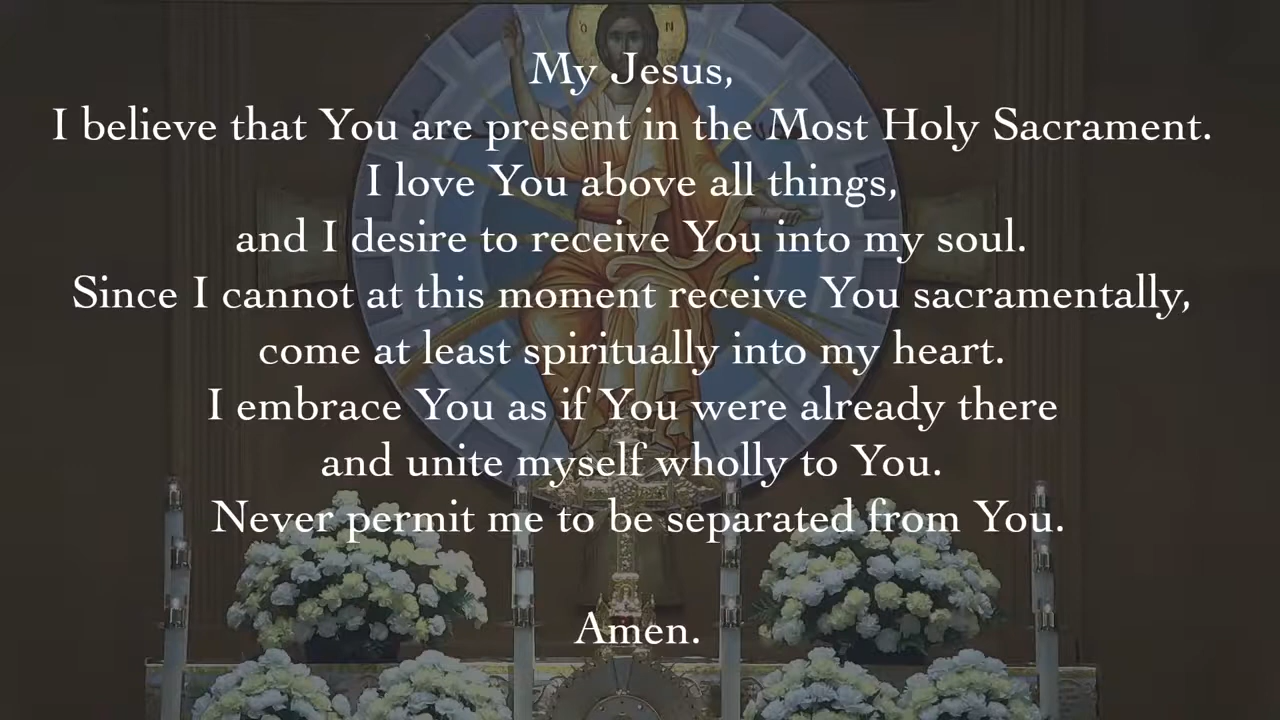 My Jesus,
I believe that You are present in the Most Holy Sacrament.
I love You above all things,
and I desire to receive You into my soul.
Since I cannot at this moment receive You sacramentally,
come at least spiritually into my heart.
I embrace You as if You were already there
and unite myself wholly to You.
Never permit me to be separated from You.
Amen.